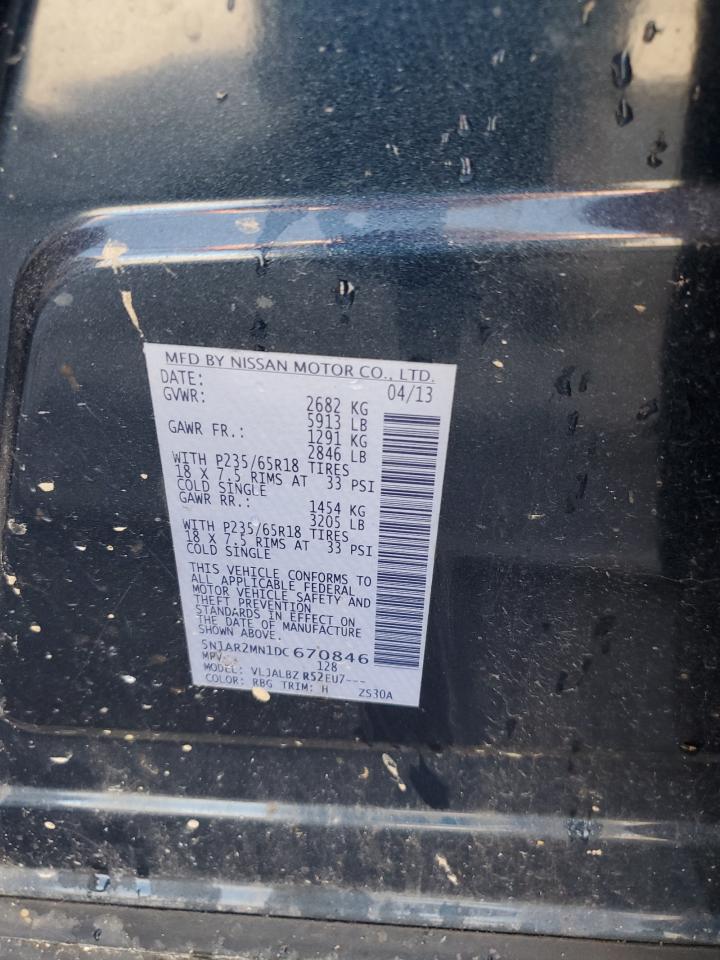 MFD BY NISSAN MOTOR CO., LTD.
DATE: 04/13
GVWR: 2682 KG
5913 LB
GAWR FR.: 1291 KG
2846 LB
WITH P235/65R18 TIRES
18 X 7.5 RIMS AT 33 PSI
COLD SINGLE
GAWR RR.: 1454 KG
3205 LB
WITH P235/65R18 TIRES
18 X 7.5 RIMS AT 33 PSI
COLD SINGLE
THIS VEHICLE CONFORMS TO
ALL APPLICABLE FEDERAL
MOTOR VEHICLE SAFETY AND
THEFT PREVENTION
STANDARDS IN EFFECT ON
THE DATE OF MANUFACTURE
SHOWN ABOVE.
5N1AR2MN1DC670846
MPV 128
MODEL: VLJALBZ R52EU7---
COLOR: RBG TRIM: H ZS30A